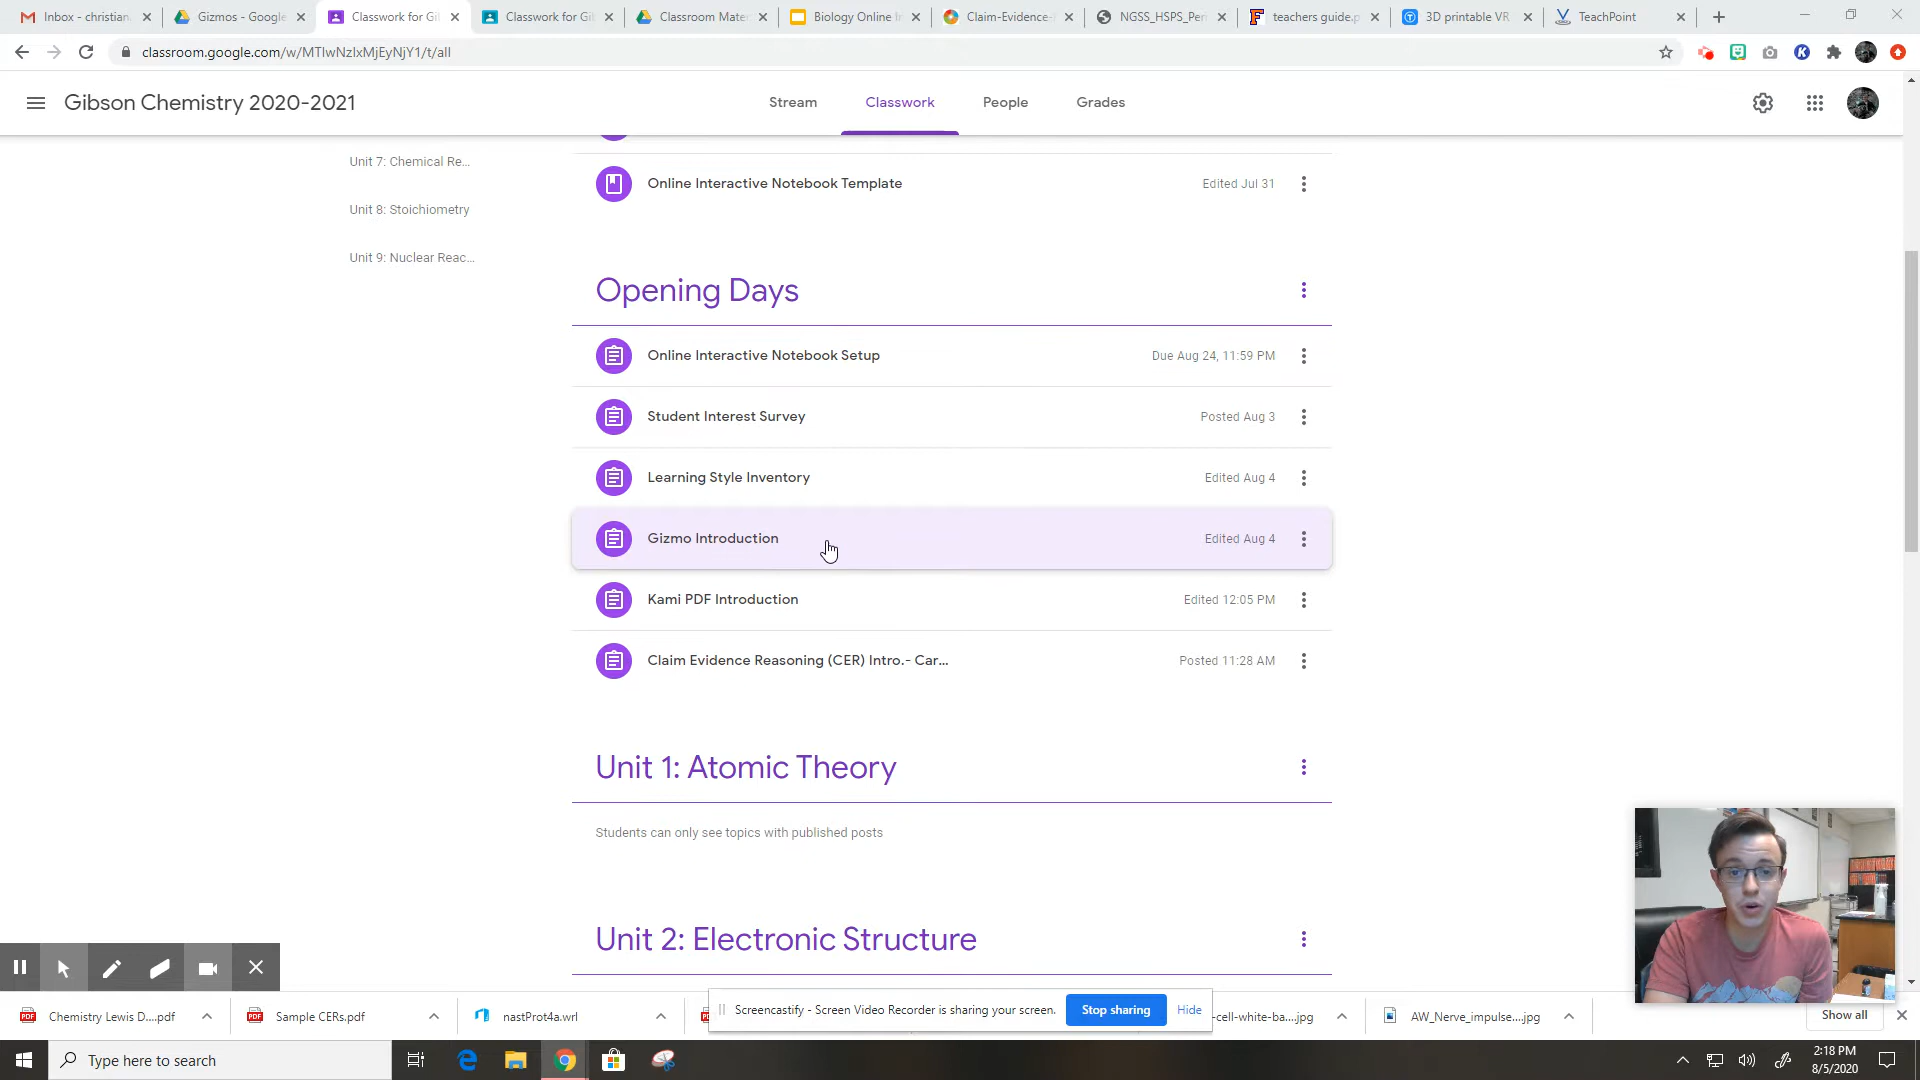 Inbox - christian
Gizmos - Google
Classwork for Gi
Classwork for Gi
Classroom Mate
Biology Online I
Claim-Evidence-
NGSS_HSPS_Per
teachers guide.p
3D printable VR
TeachPoint
classroom.google.com/w/MTIwNzIxMjEyNjY1/t/all
Gibson Chemistry 2020-2021
Stream
Classwork
People
Grades
Unit 7: Chemical Re...
Unit 8: Stoichiometry
Unit 9: Nuclear Reac...
Online Interactive Notebook Template
Edited Jul 31
Opening Days
Online Interactive Notebook Setup
Due Aug 24, 11:59 PM
Student Interest Survey
Posted Aug 3
Learning Style Inventory
Edited Aug 4
Gizmo Introduction
Edited Aug 4
Kami PDF Introduction
Edited 12:05 PM
Claim Evidence Reasoning (CER) Intro.- Car...
Posted 11:28 AM
Unit 1: Atomic Theory
Students can only see topics with published posts
Unit 2: Electronic Structure
Chemistry Lewis D....pdf
Sample CERs.pdf
nastProt4a.wrl
Screencastify - Screen Video Recorder is sharing your screen.
Stop sharing
Hide
-cell-white-ba....jpg
AW_Nerve_impulse....jpg
Show all
Type here to search
2:18 PM
8/5/2020